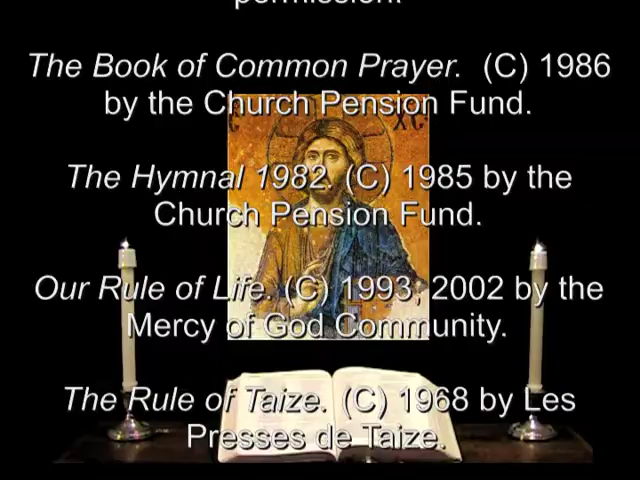 permission.
The Book of Common Prayer. (C) 1986
by the Church Pension Fund.
The Hymnal 1982. (C) 1985 by the
Church Pension Fund.
Our Rule of Life. (C) 1993, 2002 by the
Mercy of God Community.
The Rule of Taize. (C) 1968 by Les
Presses de Taize.